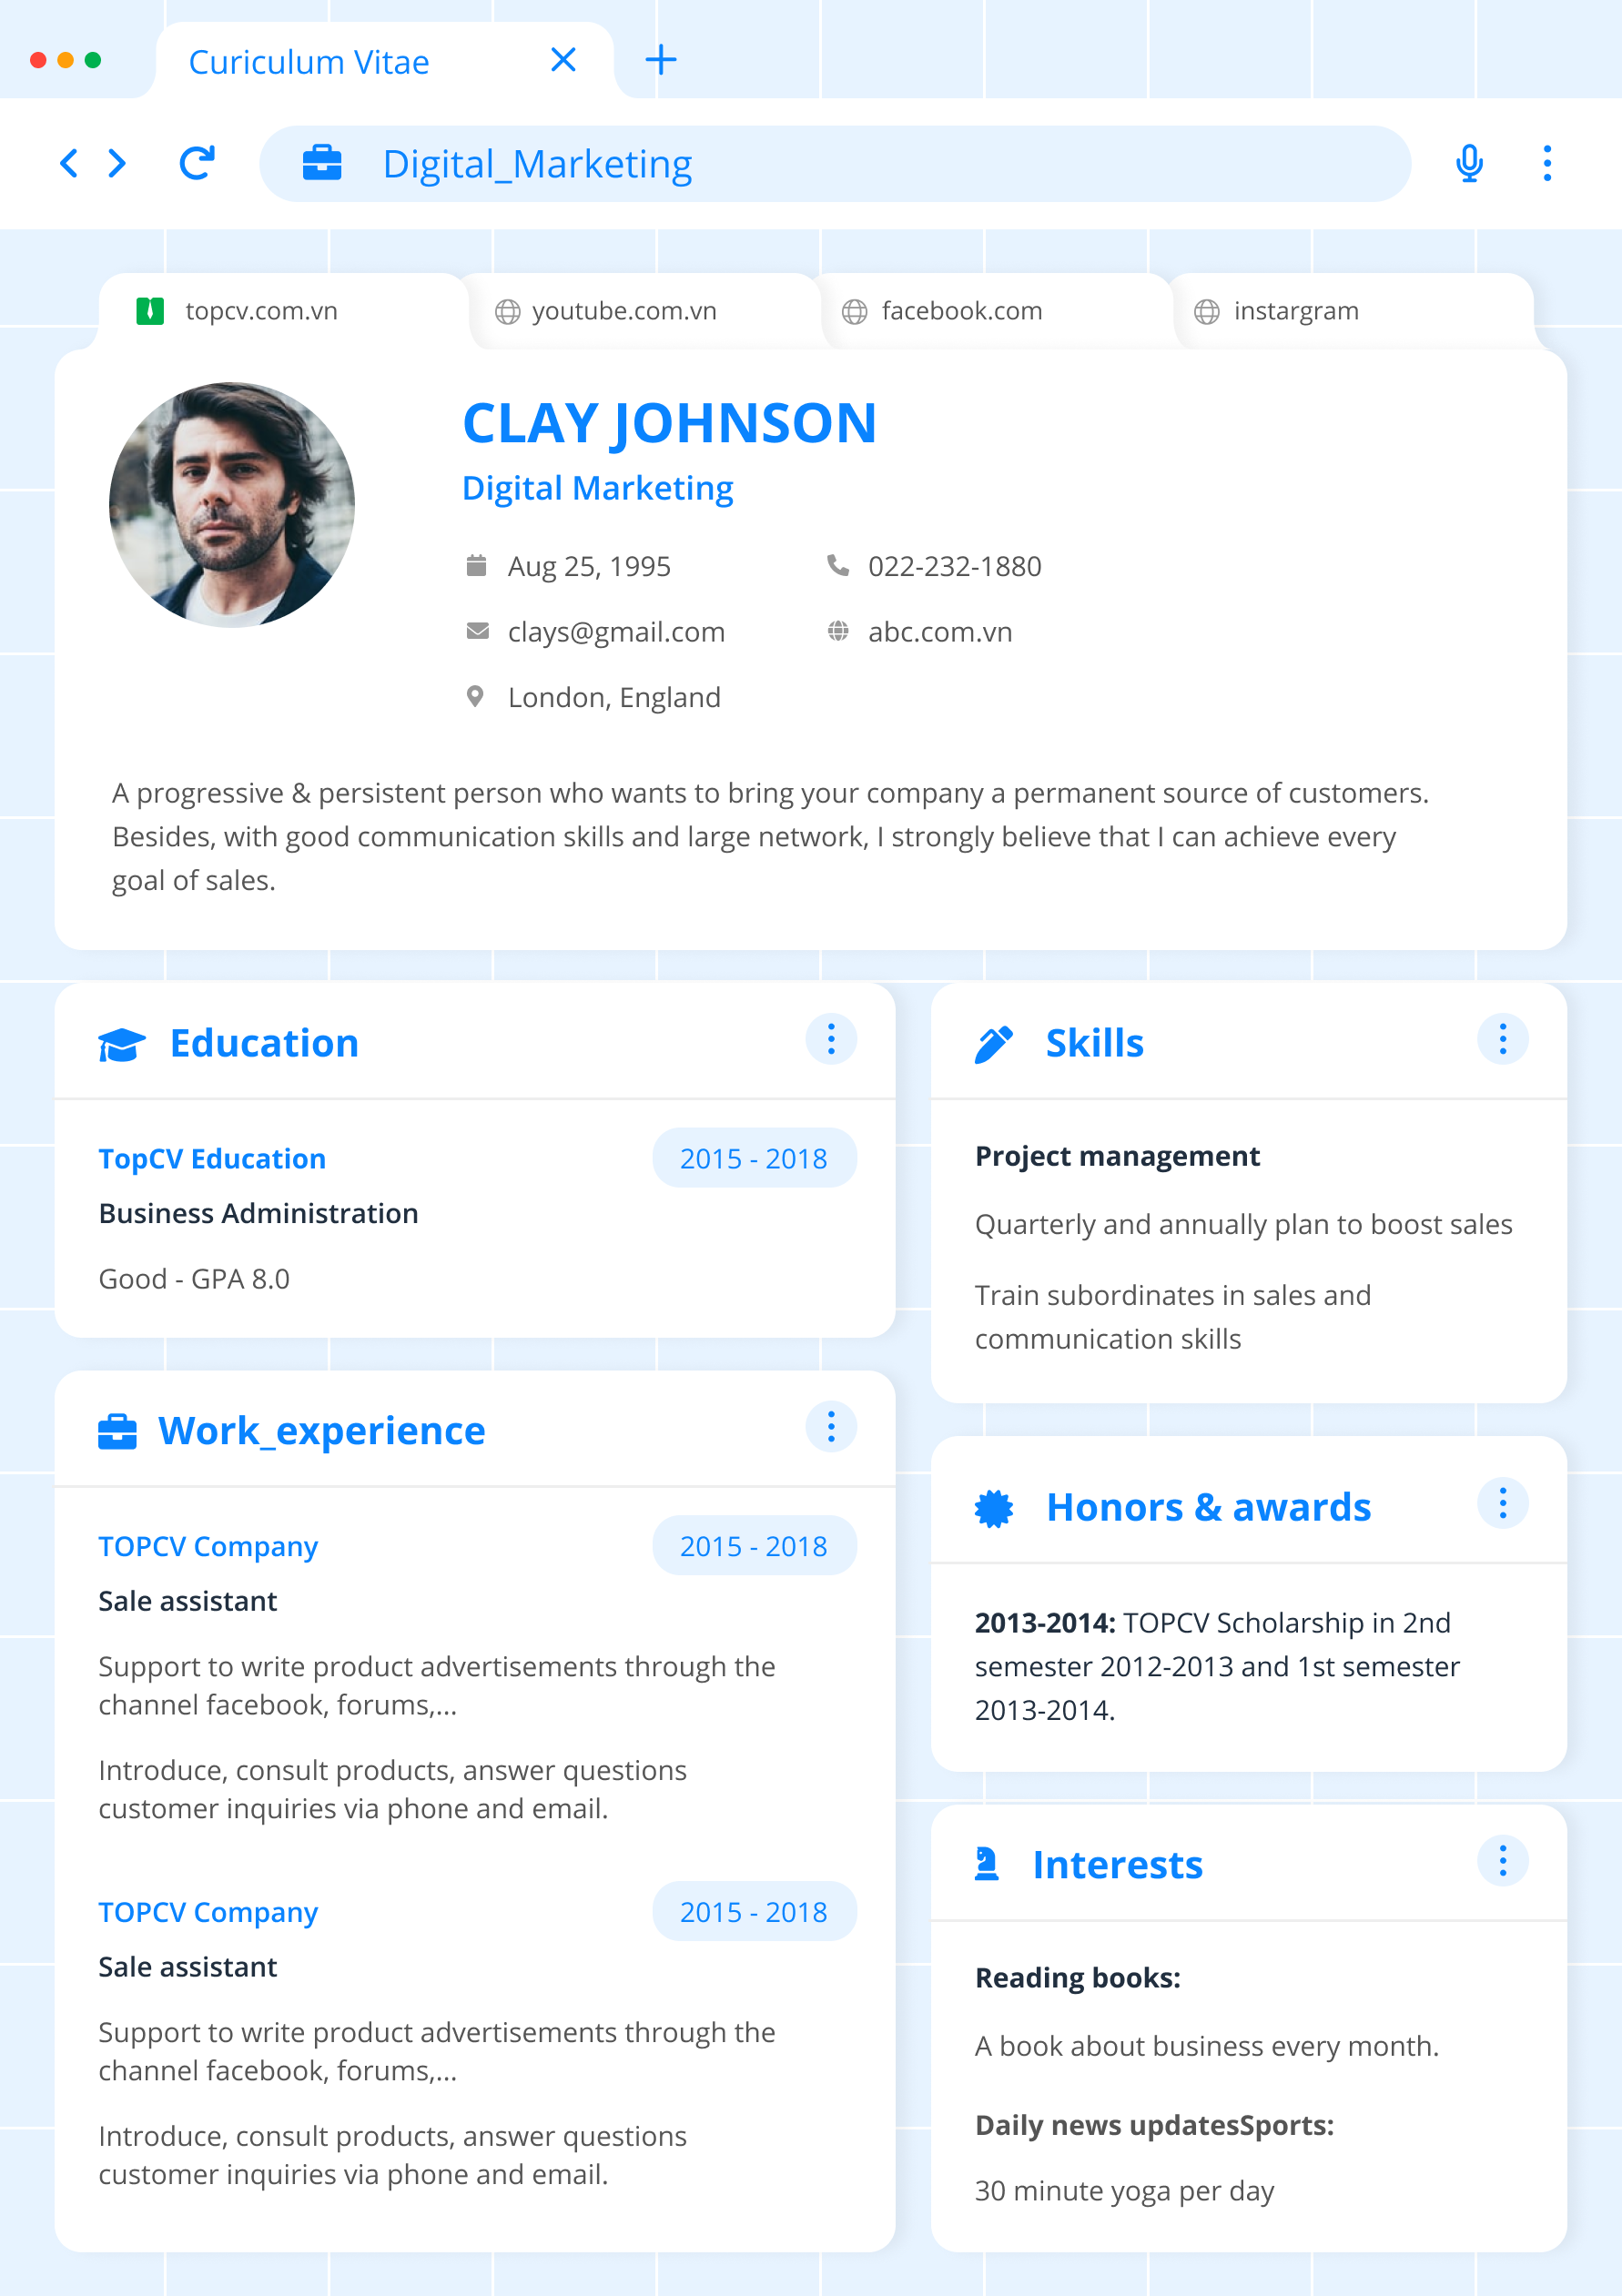 Curiculum Vitae
Digital_Marketing
topcv.com.vn
youtube.com.vn
facebook.com
instargram
CLAY JOHNSON
Digital Marketing
Aug 25, 1995
022-232-1880
clays@gmail.com
abc.com.vn
London, England
A progressive & persistent person who wants to bring your company a permanent source of customers.
Besides, with good communication skills and large network, I strongly believe that I can achieve every
goal of sales.
Education
TopCV Education
2015 - 2018
Business Administration
Good - GPA 8.0
Work_experience
TOPCV Company
2015 - 2018
Sale assistant
Support to write product advertisements through the
channel facebook, forums,...
Introduce, consult products, answer questions
customer inquiries via phone and email.
TOPCV Company
2015 - 2018
Sale assistant
Support to write product advertisements through the
channel facebook, forums,...
Introduce, consult products, answer questions
customer inquiries via phone and email.
Skills
Project management
Quarterly and annually plan to boost sales
Train subordinates in sales and
communication skills
Honors & awards
2013-2014: TOPCV Scholarship in 2nd
semester 2012-2013 and 1st semester
2013-2014.
Interests
Reading books:
A book about business every month.
Daily news updatesSports:
30 minute yoga per day